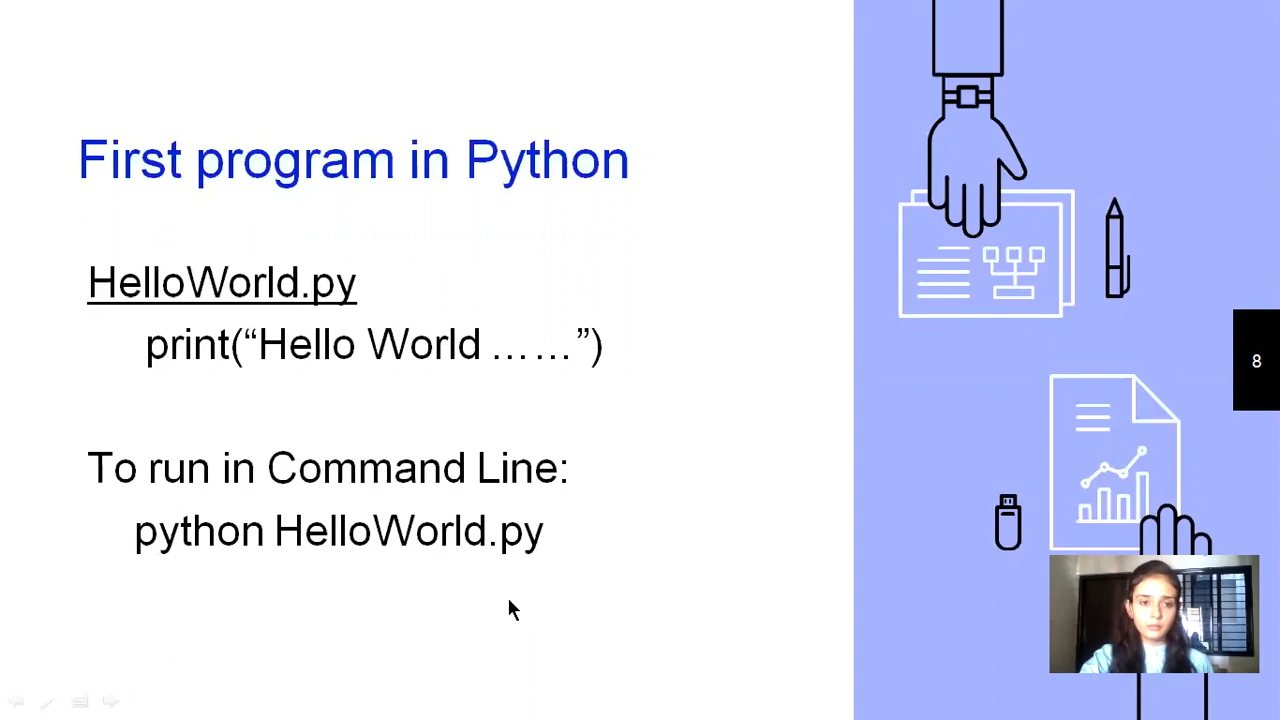 First program in Python
HelloWorld.py
print(“Hello World ……”)
To run in Command Line:
python HelloWorld.py
8